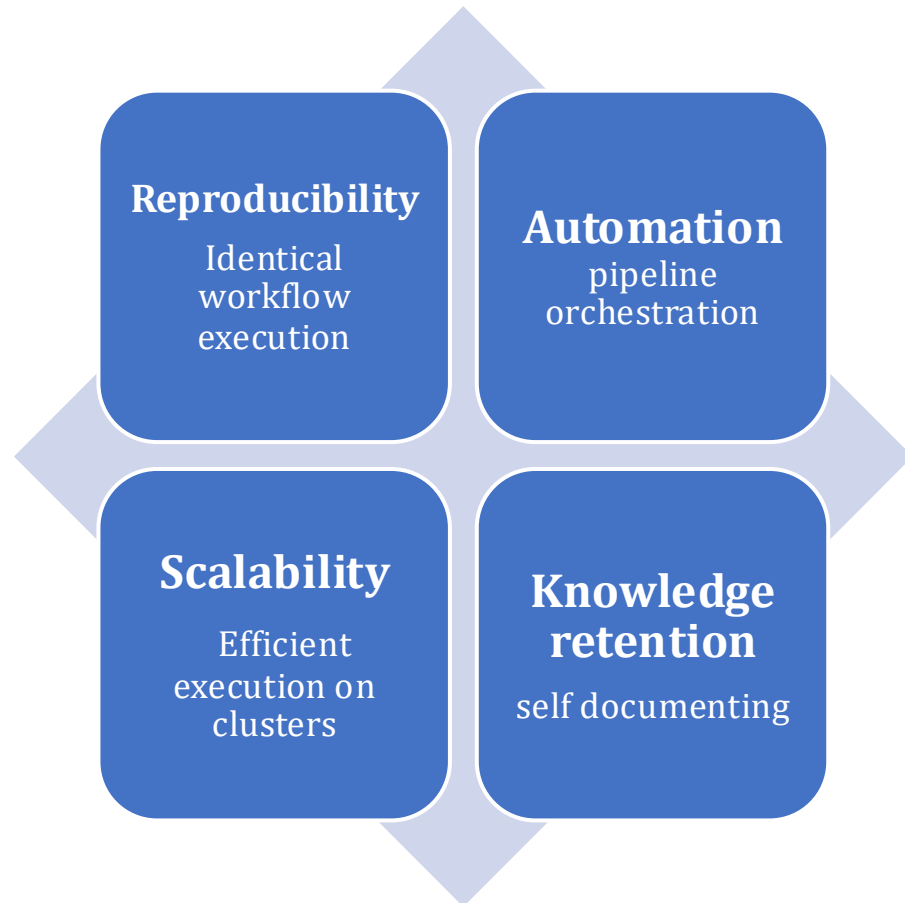 Reproducibility
Identical
workflow
execution
Automation
pipeline
orchestration
Scalability
Efficient
execution on
clusters
Knowledge
retention
self documenting